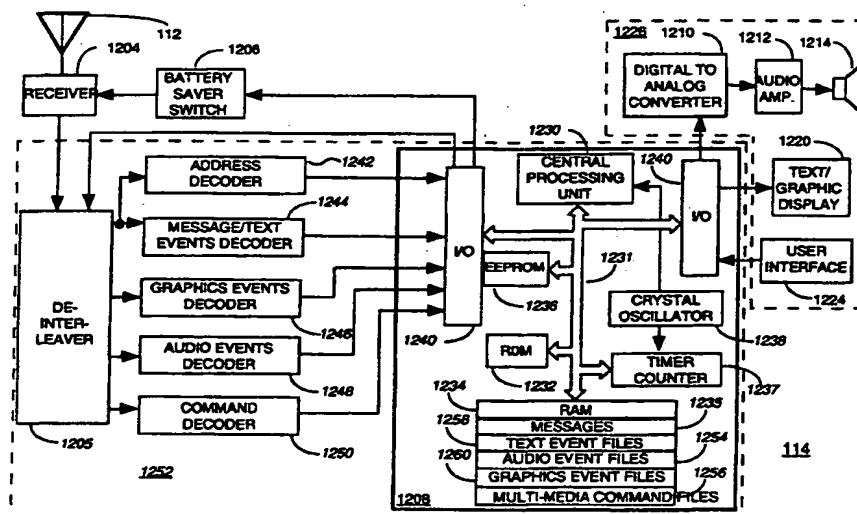 112
1204
1206
RECEIVER
BATTERY
SAVER
SWITCH
1226
1210
1212
1214
DIGITAL TO
ANALOG
CONVERTER
AUDIO
AMP.
1220
TEXT/
GRAPHIC
DISPLAY
USER
INTERFACE
1224
1242
ADDRESS
DECODER
1244
MESSAGE/TEXT
EVENTS DECODER
GRAPHICS EVENTS
DECODER
1246
AUDIO EVENTS
DECODER
1248
COMMAND
DECODER
1250
DE-
INTER-
LEAVER
1205
1252
I/O
1240
1230
CENTRAL
PROCESSING
UNIT
1240
I/O
EEPROM
1236
1231
CRYSTAL
OSCILLATOR
1238
ROM
1232
TIMER
COUNTER
1237
1234
RAM
1235
1258
MESSAGES
TEXT EVENT FILES
1254
AUDIO EVENT FILES
1260
GRAPHICS EVENT FILES
1256
MULTI-MEDIA COMMAND FILES
1208
114